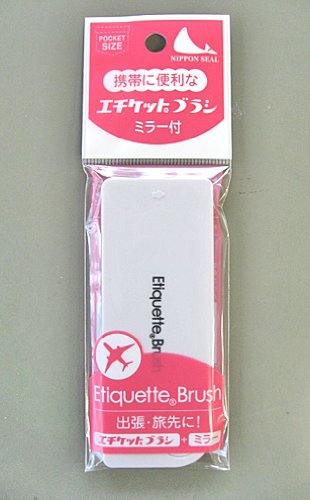 POCKET
SIZE
NIPPON SEAL
携帯に便利な
エチケット®ブラシ
ミラー付
Etiquette®Brush
Etiquette®Brush
出張・旅先に!
エチケットブラシ+ミラー